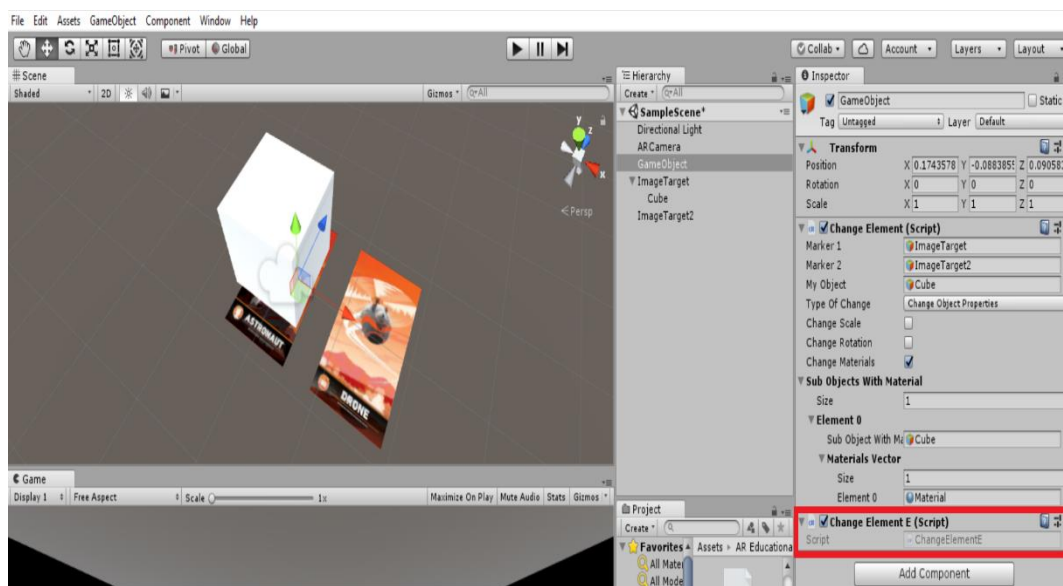 File Edit Assets GameObject Component Window Help
Pivot Global Collab Account Layers Layout
Scene
Shaded 2D Gizmos All
y
z
x
Persp
ASTRONAUT
DRONE
Game
Display 1 Free Aspect Scale 1x Maximize On Play Mute Audio Stats Gizmos
Hierarchy
Create All
SampleScene*
Directional Light
ARCamera
GameObject
ImageTarget
Cube
ImageTarget2
Project
Create
Favorites Assets AR Educationa
All Mater
All Mode
Inspector
GameObject Static
Tag Untagged Layer Default
Transform
Position X 0.1743578 Y -0.088385 Z 0.09058
Rotation X 0 Y 0 Z 0
Scale X 1 Y 1 Z 1
Change Element (Script)
Marker 1 ImageTarget
Marker 2 ImageTarget2
My Object Cube
Type Of Change Change Object Properties
Change Scale
Change Rotation
Change Materials
Sub Objects With Material
Size 1
Element 0
Sub Object With Ma Cube
Materials Vector
Size 1
Element 0 Material
Change Element E (Script)
Script ChangeElementE
Add Component